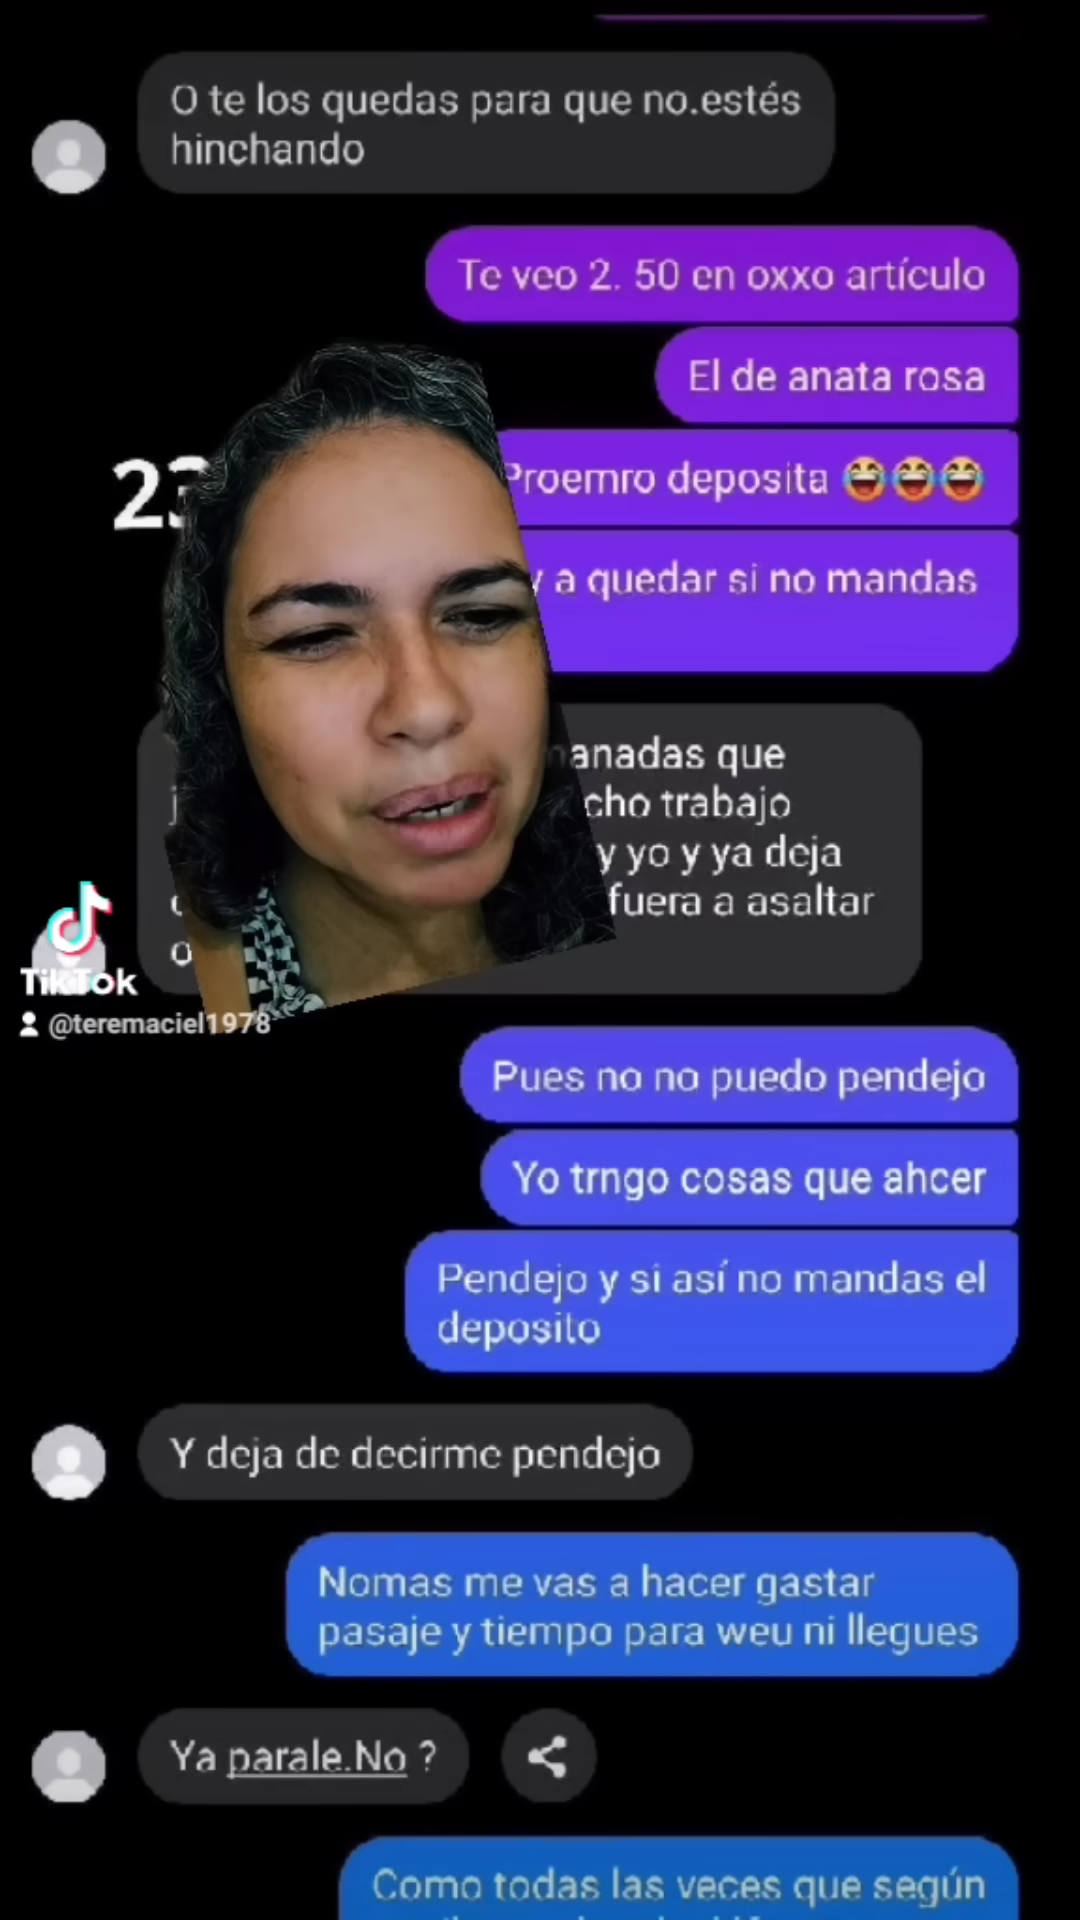 O te los quedas para que no.estés
hinchando
Te veo 2. 50 en oxxo artículo
El de anata rosa
23
Proemro deposita 😂😂😂
y a quedar si no mandas
que
trabajo
y yo y ya deja
fuera a asaltar
o
TikTok
@teremaciel1978
Pues no no puedo pendejo
Yo trngo cosas que ahcer
Pendejo y si así no mandas el
deposito
Y deja de decirme pendejo
Nomas me vas a hacer gastar
pasaje y tiempo para weu ni llegues
Ya parale.No ?
Como todas las veces que según